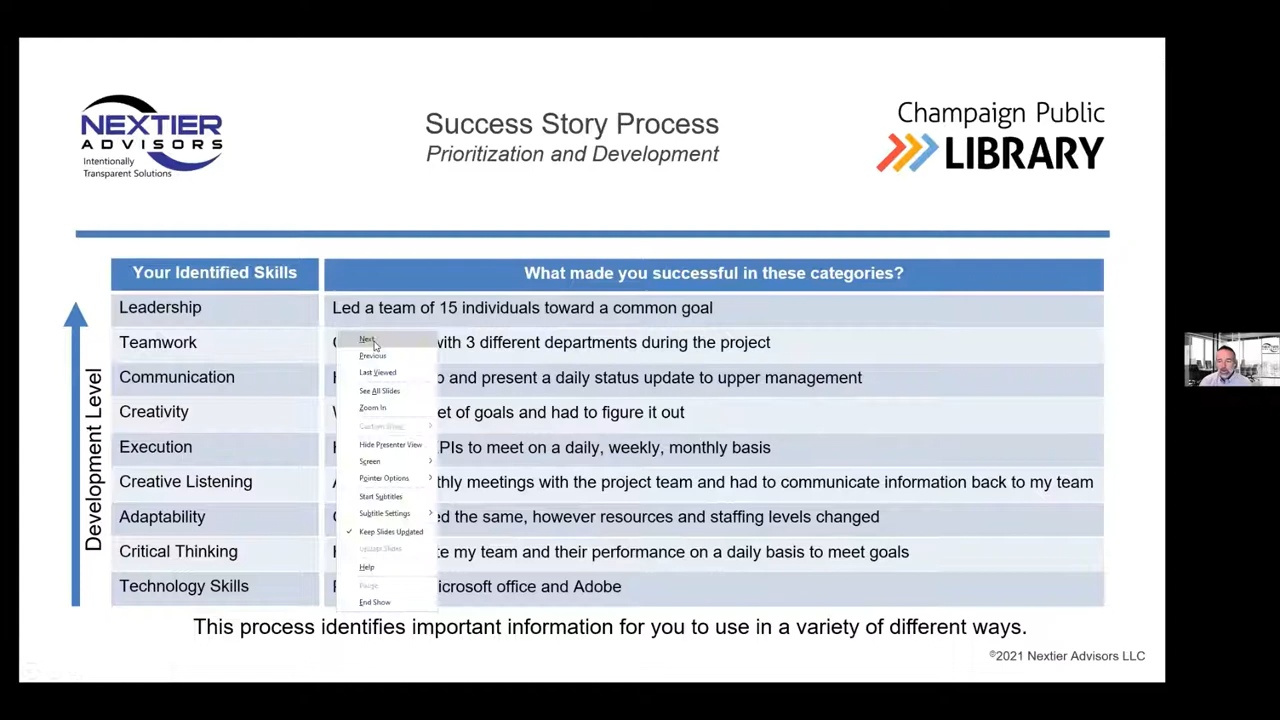 NEXTIER
ADVISORS
Intentionally
Transparent Solutions
Success Story Process
Prioritization and Development
Champaign Public
LIBRARY
Your Identified Skills
What made you successful in these categories?
Development Level
Leadership
Led a team of 15 individuals toward a common goal
Teamwork
with 3 different departments during the project
Communication
and present a daily status update to upper management
Creativity
of goals and had to figure it out
Execution
to meet on a daily, weekly, monthly basis
Creative Listening
meetings with the project team and had to communicate information back to my team
Adaptability
the same, however resources and staffing levels changed
Critical Thinking
my team and their performance on a daily basis to meet goals
Technology Skills
office and Adobe
Next
Previous
Last Viewed
See All Slides
Zoom In
Custom Show
Hide Presenter View
Screen
Pointer Options
Start Subtitles
Subtitle Settings
Keep Slides Updated
Update Slides
Help
Pause
End Show
This process identifies important information for you to use in a variety of different ways.
©2021 Nextier Advisors LLC